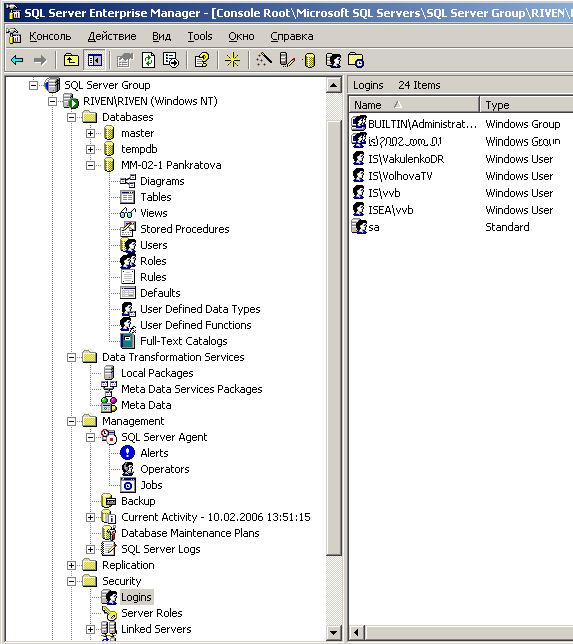 SQL Server Enterprise Manager - [Console Root\Microsoft SQL Servers\SQL Server Group\RIVEN\
Консоль Действие Вид Tools Окно Справка
SQL Server Group
RIVEN\RIVEN (Windows NT)
Databases
master
tempdb
MM-02-1 Pankratova
Diagrams
Tables
Views
Stored Procedures
Users
Roles
Rules
Defaults
User Defined Data Types
User Defined Functions
Full-Text Catalogs
Data Transformation Services
Local Packages
Meta Data Services Packages
Meta Data
Management
SQL Server Agent
Alerts
Operators
Jobs
Backup
Current Activity - 10.02.2006 13:51:15
Database Maintenance Plans
SQL Server Logs
Replication
Security
Logins
Server Roles
Linked Servers
Logins 24 Items
Name Type
BUILTIN\Administrat... Windows Group
Windows Group
IS\VakulenkoDR Windows User
IS\VolhovaTV Windows User
IS\vvb Windows User
ISEA\vvb Windows User
sa Standard